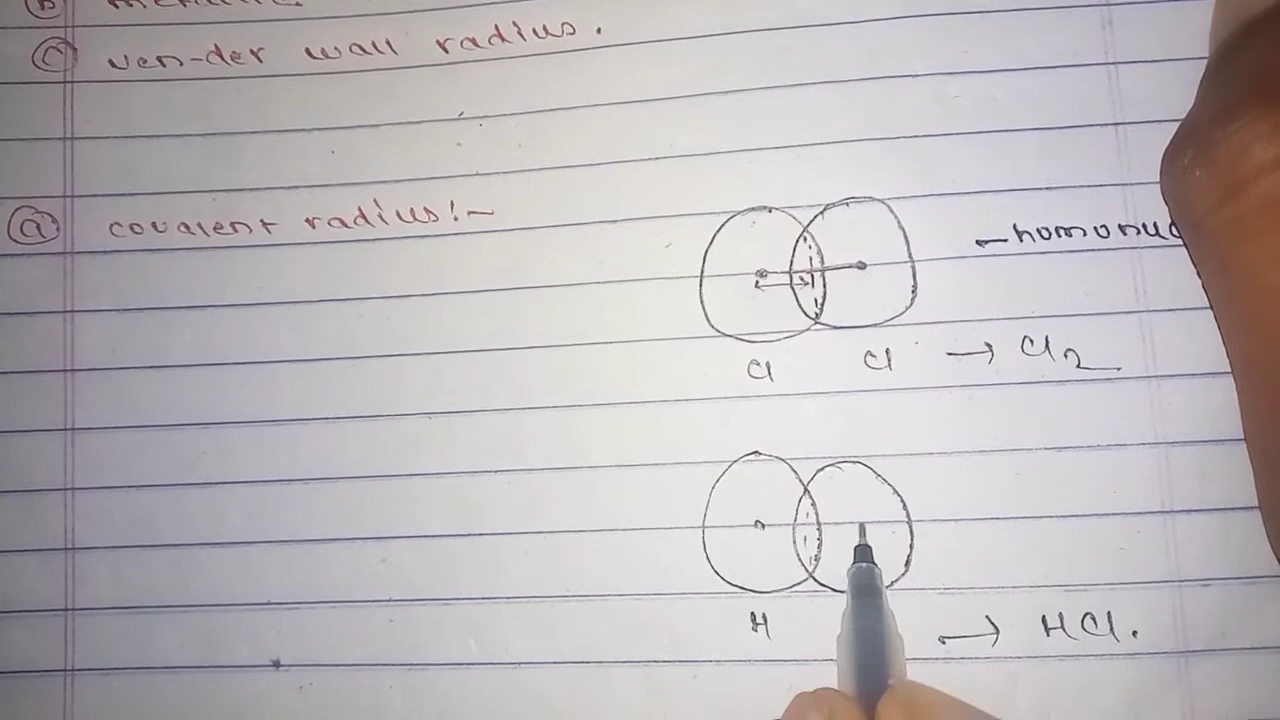 (c) ven-der wall radius.
(a) covalent radius:-
-homonuc
Cl Cl → Cl2
H → HCl.